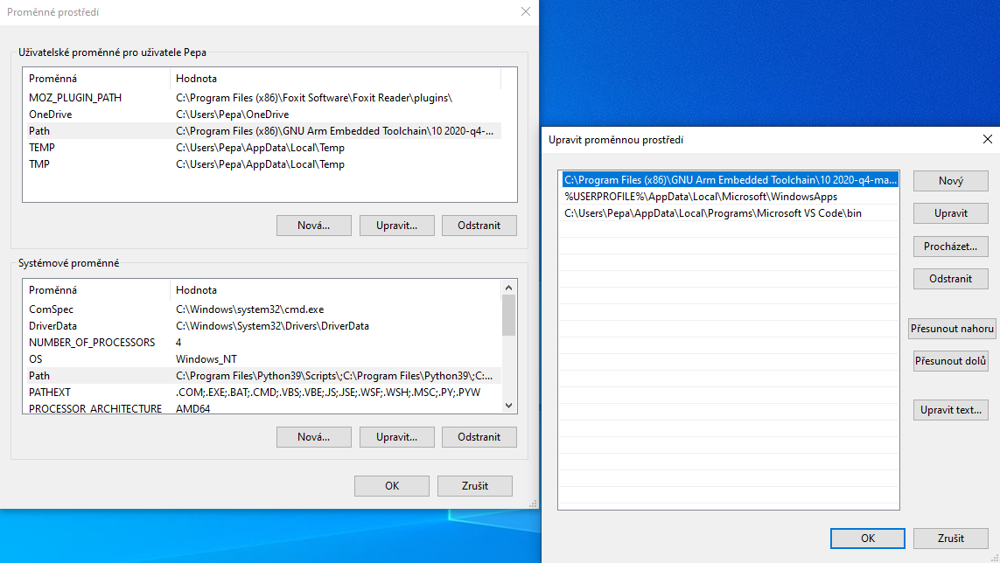 Proměnné prostředí
Uživatelské proměnné pro uživatele Pepa
Proměnná Hodnota
MOZ_PLUGIN_PATH C:\Program Files (x86)\Foxit Software\Foxit Reader\plugins\
OneDrive C:\Users\Pepa\OneDrive
Path C:\Program Files (x86)\GNU Arm Embedded Toolchain\10 2020-q4-...
TEMP C:\Users\Pepa\AppData\Local\Temp
TMP C:\Users\Pepa\AppData\Local\Temp
Nová... Upravit... Odstranit
Systémové proměnné
Proměnná Hodnota
ComSpec C:\Windows\system32\cmd.exe
DriverData C:\Windows\System32\Drivers\DriverData
NUMBER_OF_PROCESSORS 4
OS Windows_NT
Path C:\Program Files\Python39\Scripts\;C:\Program Files\Python39\;C:...
PATHEXT .COM;.EXE;.BAT;.CMD;.VBS;.VBE;.JS;.JSE;.WSF;.WSH;.MSC;.PY;.PYW
PROCESSOR_ARCHITECTURE AMD64
Nová... Upravit... Odstranit
OK Zrušit
Upravit proměnnou prostředí
C:\Program Files (x86)\GNU Arm Embedded Toolchain\10 2020-q4-ma...
%USERPROFILE%\AppData\Local\Microsoft\WindowsApps
C:\Users\Pepa\AppData\Local\Programs\Microsoft VS Code\bin
Nový
Upravit
Procházet...
Odstranit
Přesunout nahoru
Přesunout dolů
Upravit text...
OK Zrušit